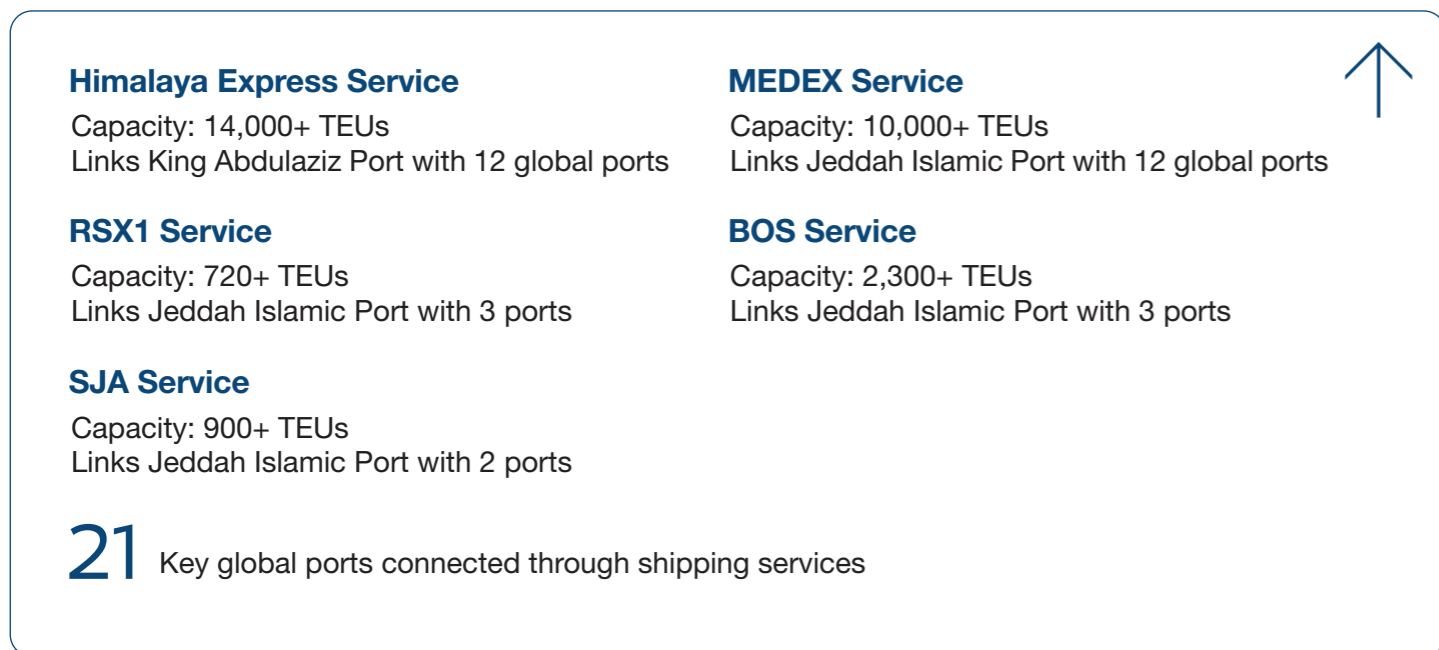 Himalaya Express Service
Capacity: 14,000+ TEUs
Links King Abdulaziz Port with 12 global ports
MEDEX Service
Capacity: 10,000+ TEUs
Links Jeddah Islamic Port with 12 global ports
RSX1 Service
Capacity: 720+ TEUs
Links Jeddah Islamic Port with 3 ports
BOS Service
Capacity: 2,300+ TEUs
Links Jeddah Islamic Port with 3 ports
SJA Service
Capacity: 900+ TEUs
Links Jeddah Islamic Port with 2 ports
21 Key global ports connected through shipping services